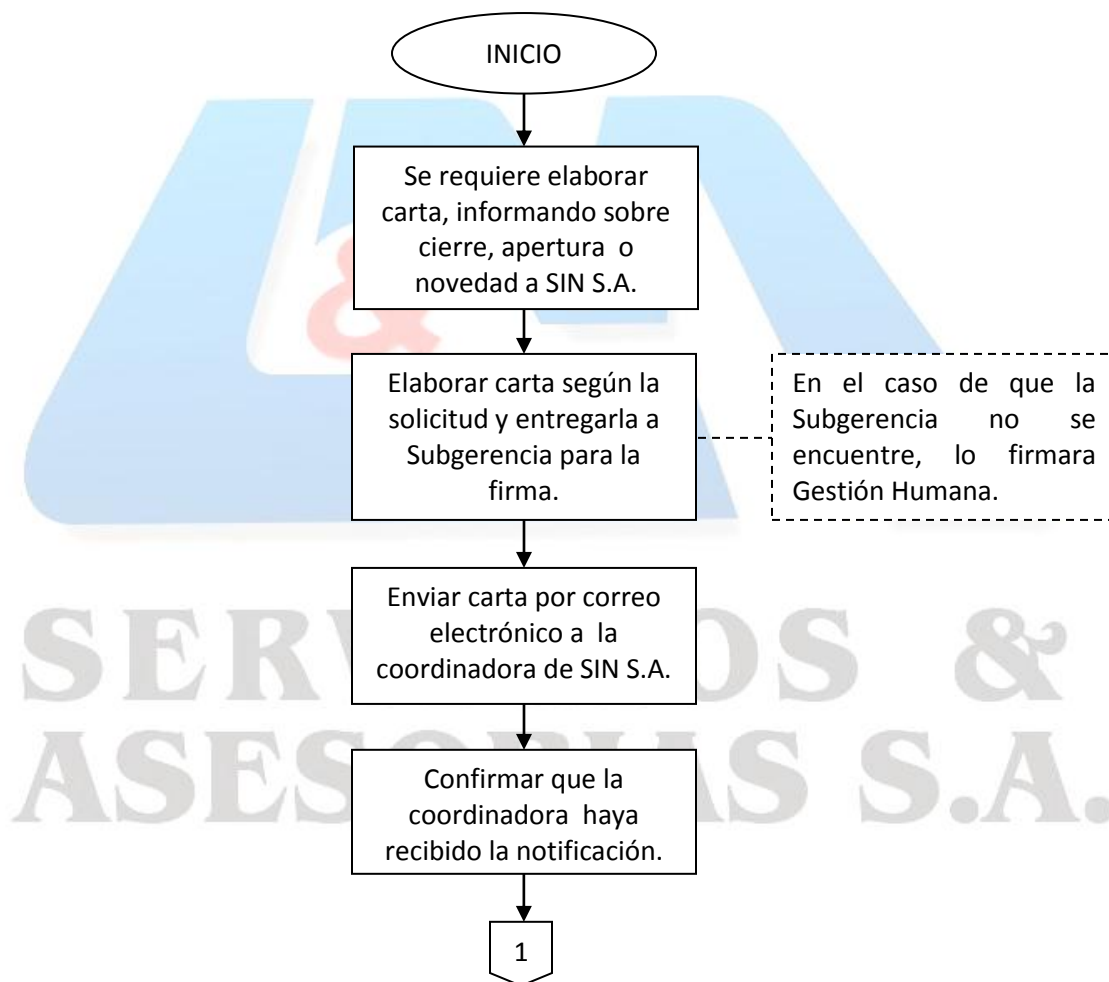 INICIO
Se requiere elaborar
carta, informando sobre
cierre, apertura o
novedad a SIN S.A.
Elaborar carta según la
solicitud y entregarla a
Subgerencia para la
firma.
En el caso de que la
Subgerencia no se
encuentre, lo firmara
Gestión Humana.
Enviar carta por correo
electrónico a la
coordinadora de SIN S.A.
Confirmar que la
coordinadora haya
recibido la notificación.
1
&
&
ASESORIAS S.A.